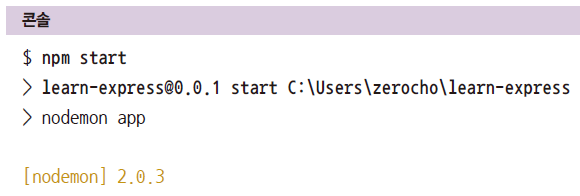 콘솔
$ npm start
> learn-express@0.0.1 start C:\Users\zerocho\learn-express
> nodemon app
[nodemon] 2.0.3